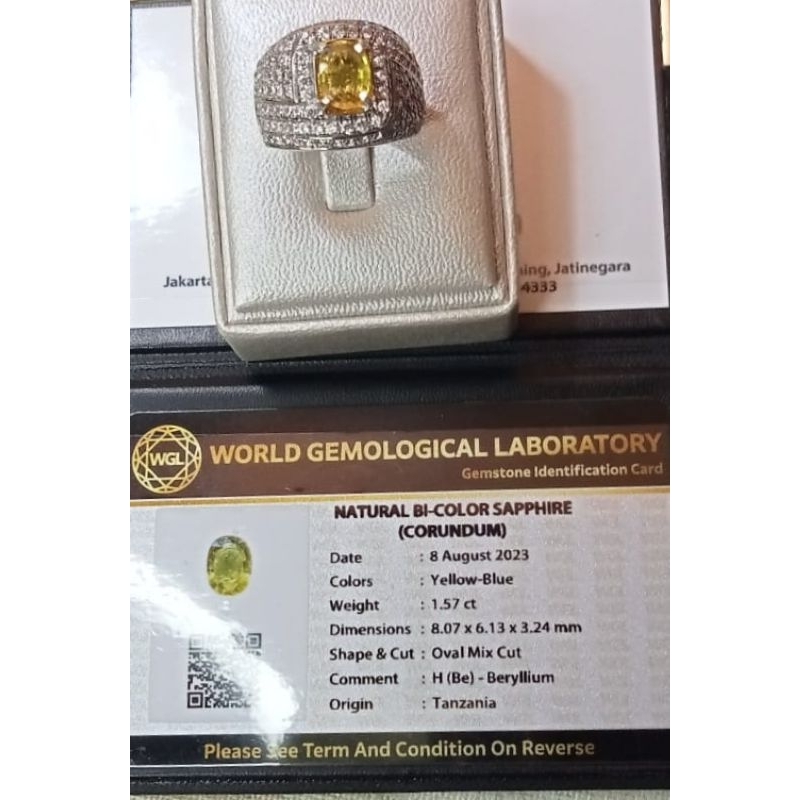 Jakarta
ning, Jatinegara
4333
WGL
WORLD GEMOLOGICAL LABORATORY
Gemstone Identification Card
NATURAL BI-COLOR SAPPHIRE
(CORUNDUM)
Date : 8 August 2023
Colors : Yellow-Blue
Weight : 1.57 ct
Dimensions : 8.07 x 6.13 x 3.24 mm
Shape & Cut : Oval Mix Cut
Comment : H (Be) - Beryllium
Origin : Tanzania
Please See Term And Condition On Reverse